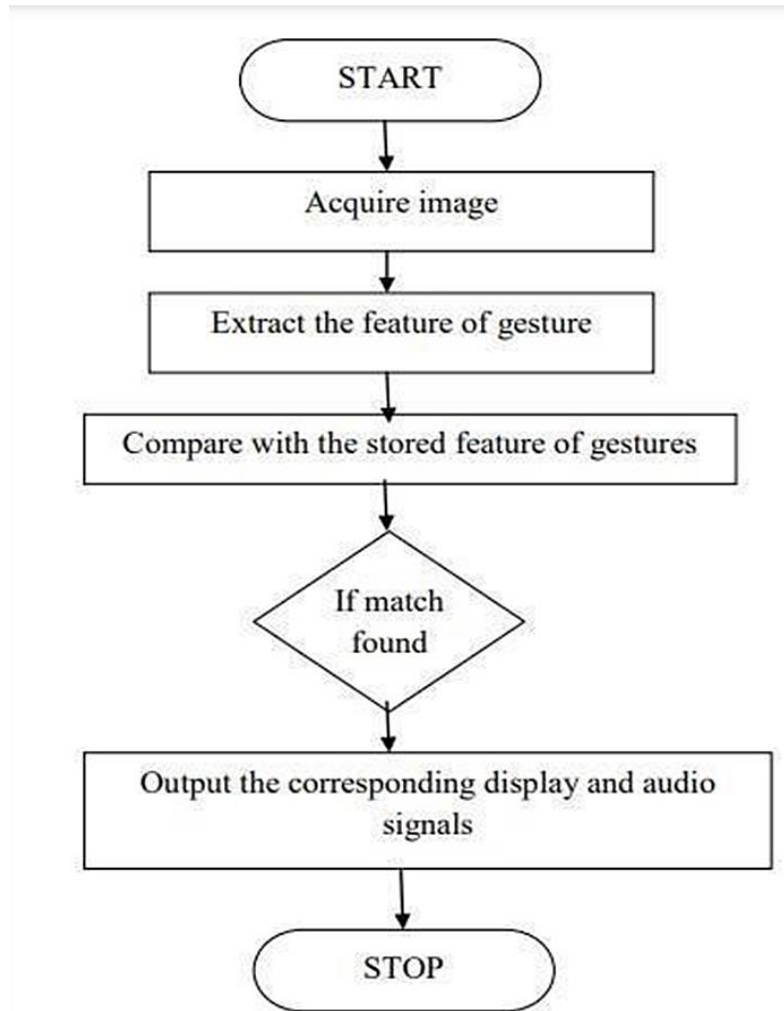 START
Acquire image
Extract the feature of gesture
Compare with the stored feature of gestures
If match
found
Output the corresponding display and audio
signals
STOP